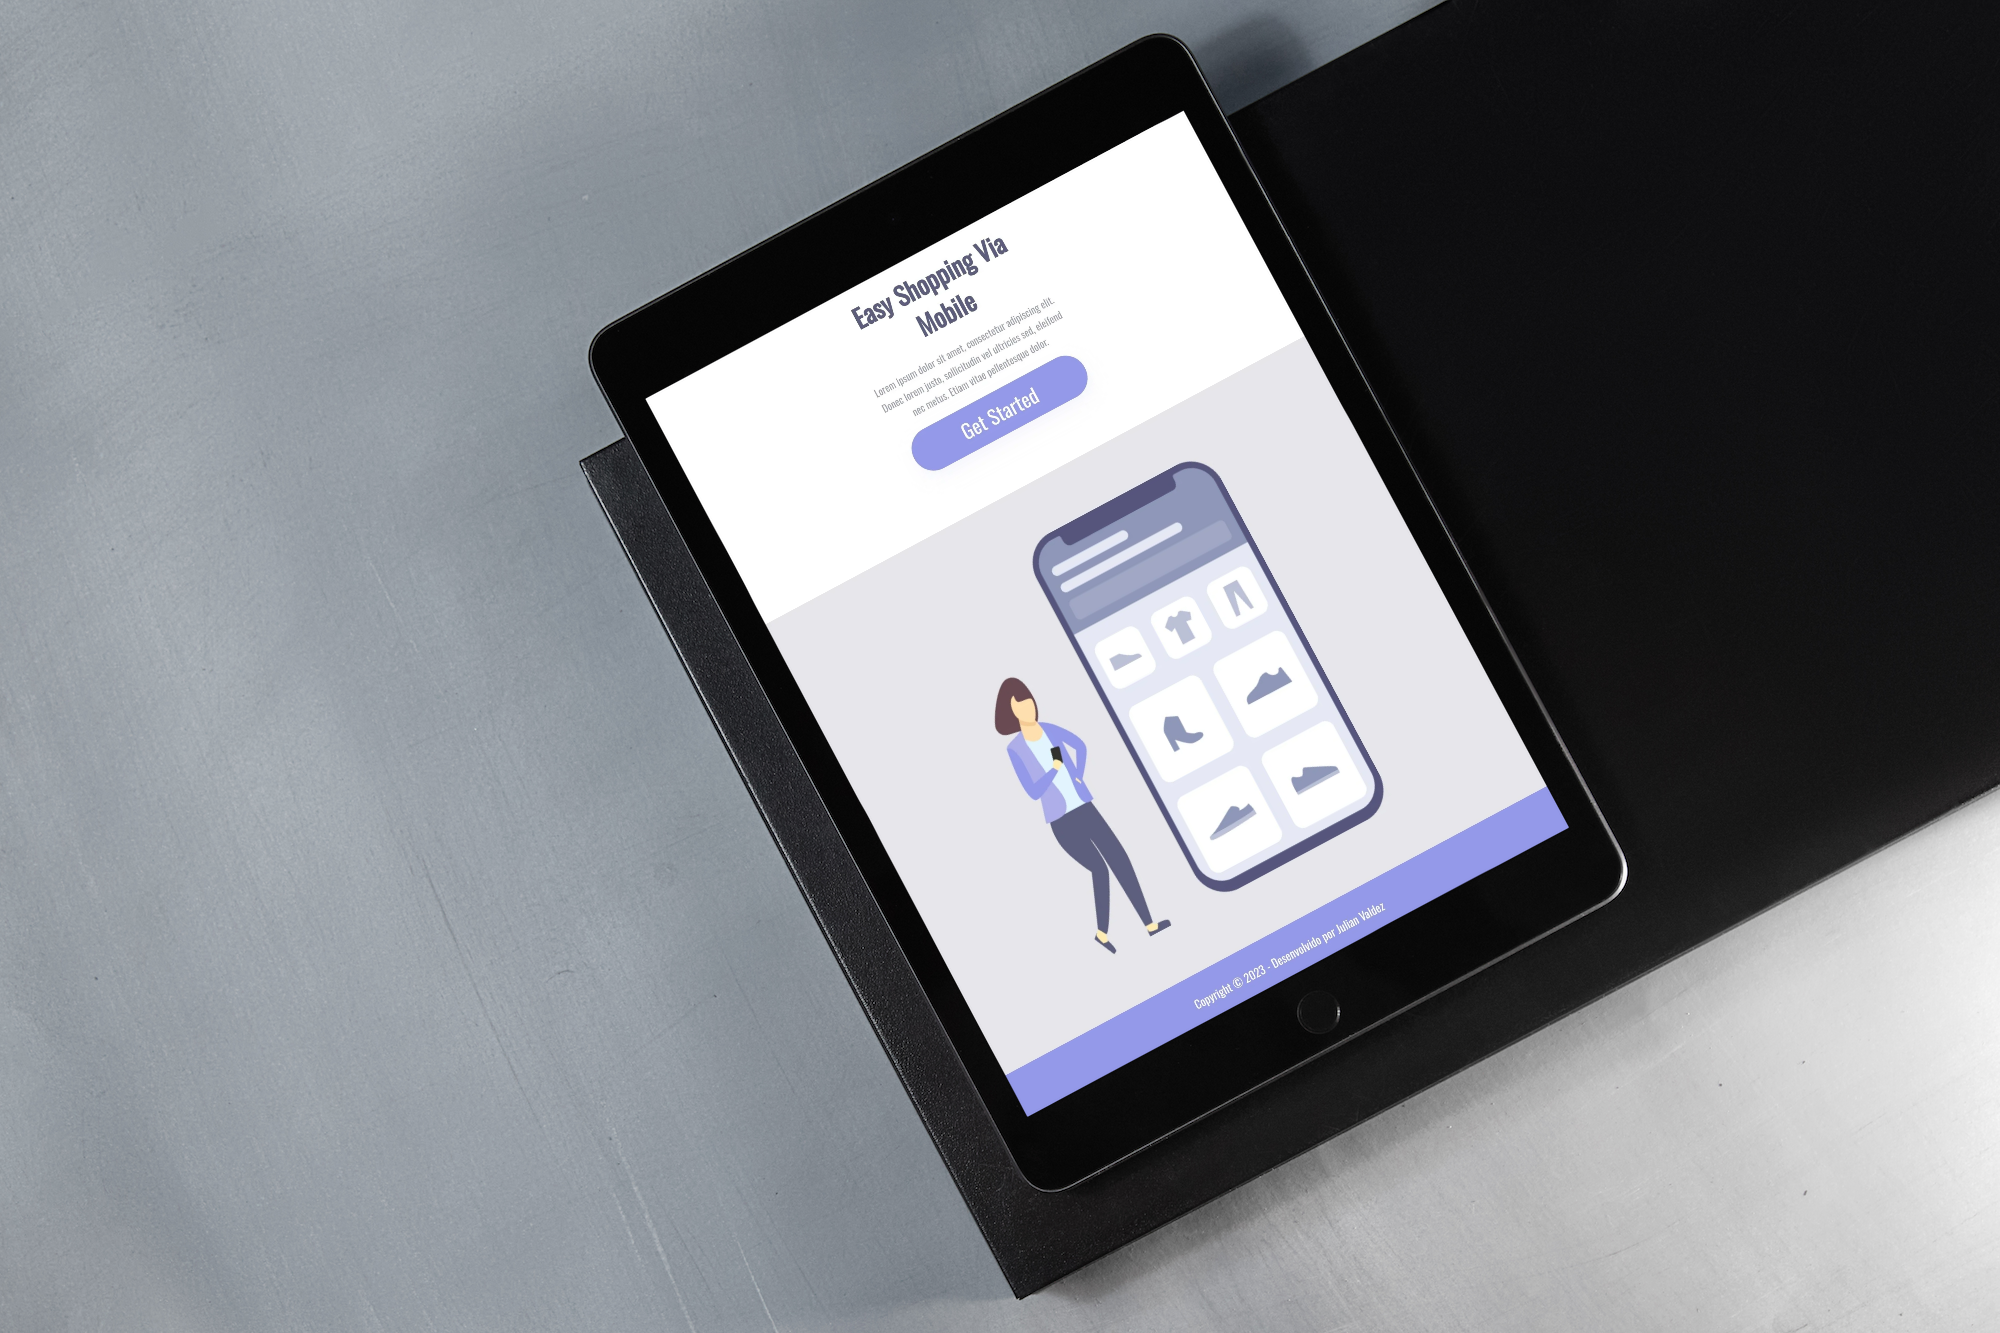 Easy Shopping Via
Mobile
Lorem ipsum dolor sit amet, consectetur adipiscing elit.
Donec lorem justo, sollicitudin vel ultricies sed, eleifend
nec metus. Etiam vitae pellentesque dolor.
Get Started
Copyright © 2023 - Desenvolvido por Julian Valdez